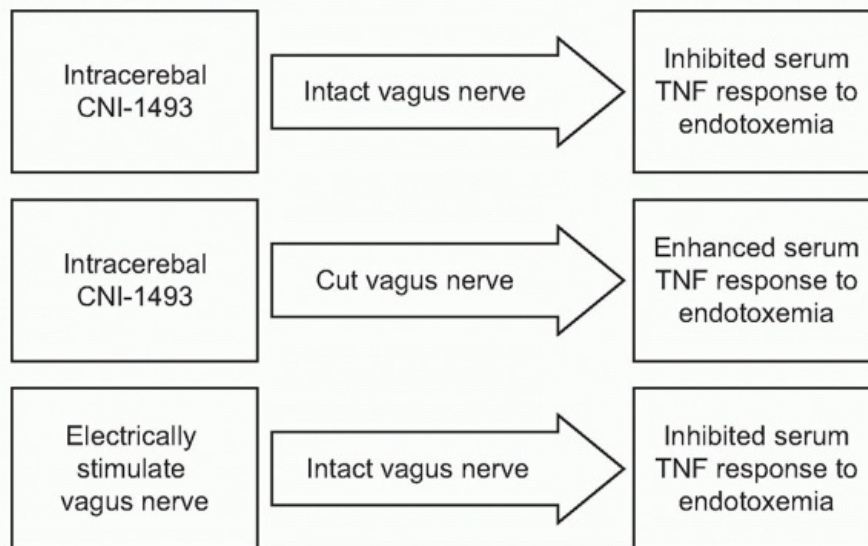 Intracerebal
CNI-1493
Intact vagus nerve
Inhibited serum
TNF response to
endotoxemia
Intracerebal
CNI-1493
Cut vagus nerve
Enhanced serum
TNF response to
endotoxemia
Electrically
stimulate
vagus nerve
Intact vagus nerve
Inhibited serum
TNF response to
endotoxemia